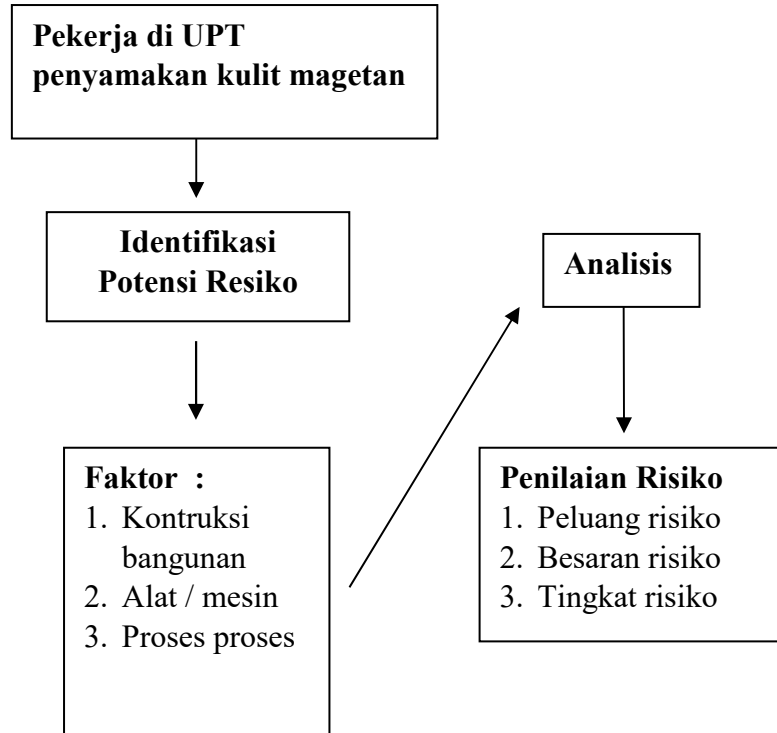 Pekerja di UPT
penyamakan kulit magetan
Identifikasi
Potensi Resiko
Faktor :
1. Kontruksi
bangunan
2. Alat / mesin
3. Proses proses
Analisis
Penilaian Risiko
1. Peluang risiko
2. Besaran risiko
3. Tingkat risiko